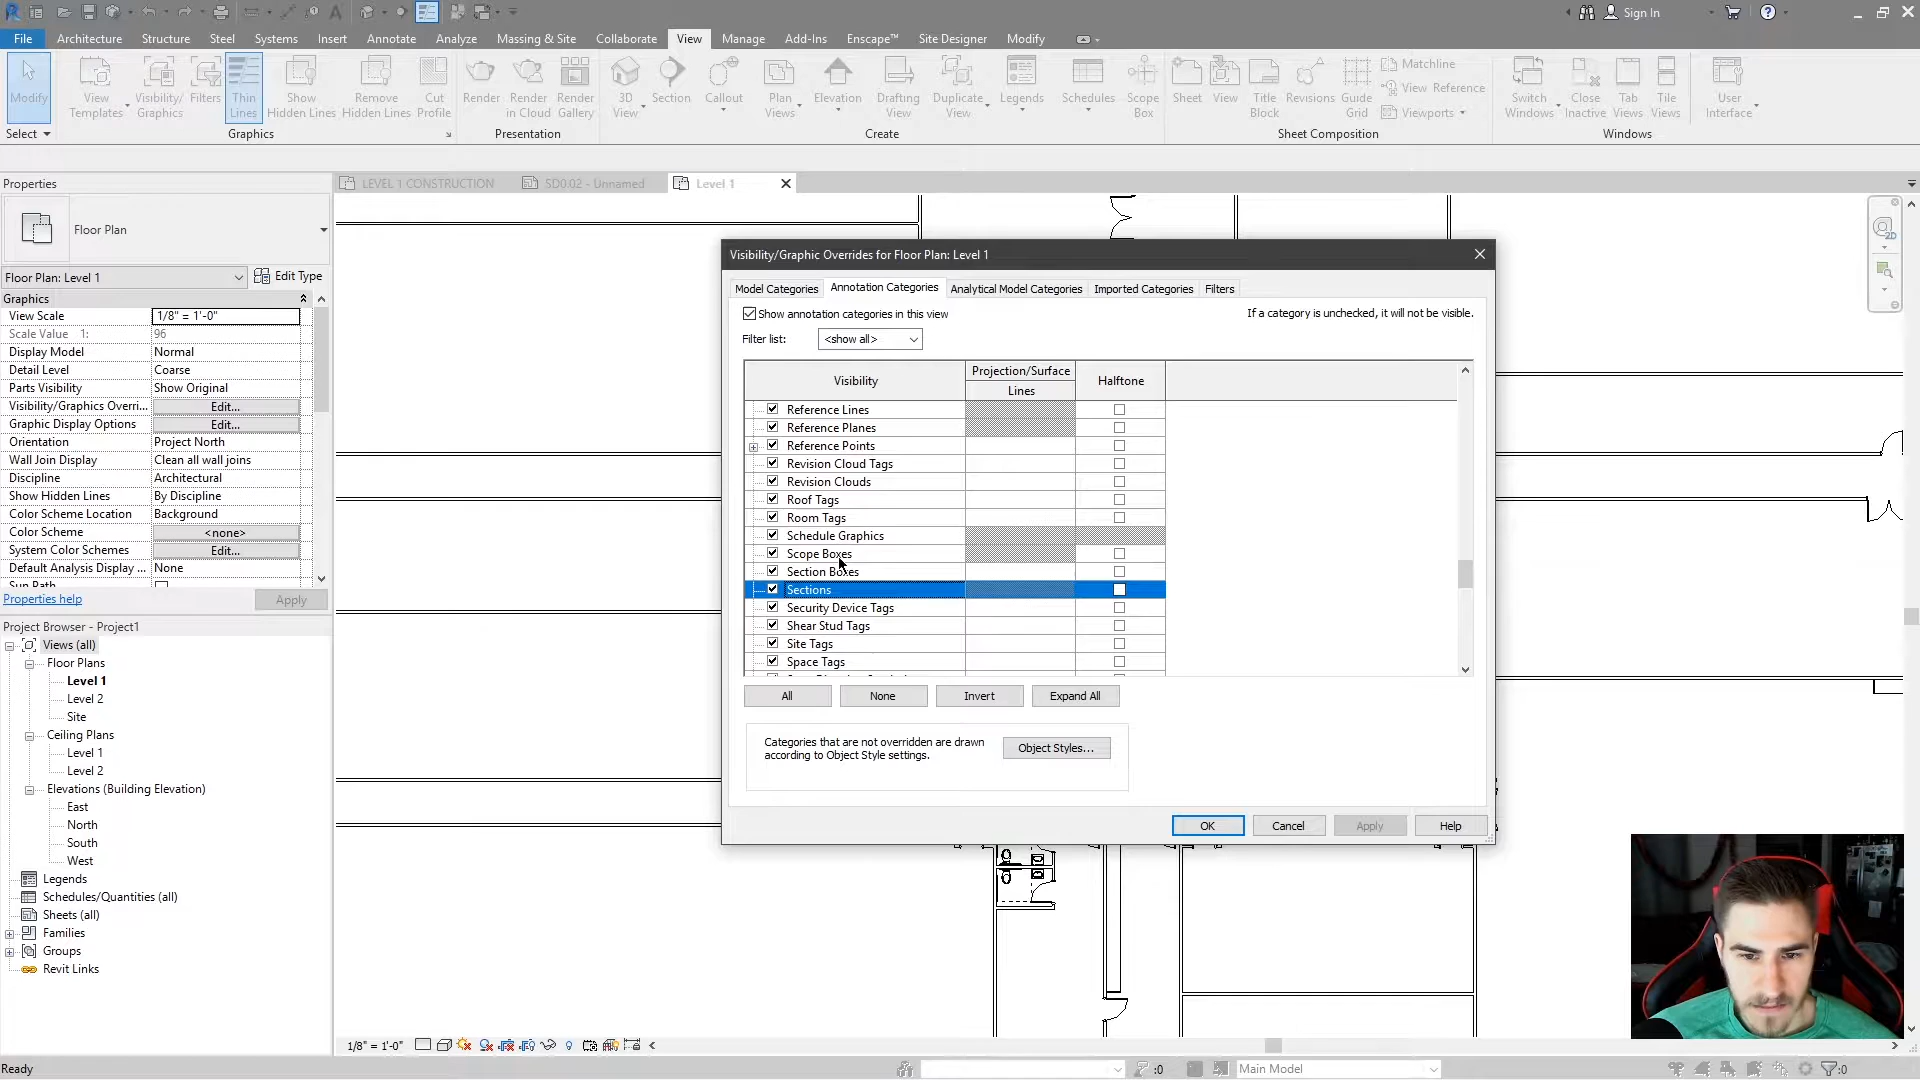 Sign In
File Architecture Structure Steel Systems Insert Annotate Analyze Massing & Site Collaborate View Manage Add-Ins Enscape™ Site Designer Modify
Modify
View Templates
Visibility/ Graphics
Filters
Thin Lines
Show Hidden Lines
Remove Hidden Lines
Cut Profile
Render
Render in Cloud
Render Gallery
3D View
Section
Callout
Plan Views
Elevation
Drafting View
Duplicate View
Legends
Schedules
Scope Box
Sheet
View
Title Block
Revisions
Guide Grid
Matchline
View Reference
Viewports
Switch Windows
Close Inactive
Tab Views
Tile Views
User Interface
Select Graphics Presentation Create Sheet Composition Windows
Properties
LEVEL 1 CONSTRUCTION SD0.02 - Unnamed Level 1
Floor Plan
Floor Plan: Level 1 Edit Type
Graphics
View Scale 1/8" = 1'-0"
Scale Value 1: 96
Display Model Normal
Detail Level Coarse
Parts Visibility Show Original
Visibility/Graphics Overri... Edit...
Graphic Display Options Edit...
Orientation Project North
Wall Join Display Clean all wall joins
Discipline Architectural
Show Hidden Lines By Discipline
Color Scheme Location Background
Color Scheme <none>
System Color Schemes Edit...
Default Analysis Display ... None
Sun Path
Properties help Apply
Project Browser - Project1
Views (all)
Floor Plans
Level 1
Level 2
Site
Ceiling Plans
Level 1
Level 2
Elevations (Building Elevation)
East
North
South
West
Legends
Schedules/Quantities (all)
Sheets (all)
Families
Groups
Revit Links
Visibility/Graphic Overrides for Floor Plan: Level 1
Model Categories Annotation Categories Analytical Model Categories Imported Categories Filters
Show annotation categories in this view If a category is unchecked, it will not be visible.
Filter list: <show all>
Visibility Projection/Surface Halftone
Lines
Reference Lines
Reference Planes
Reference Points
Revision Cloud Tags
Revision Clouds
Roof Tags
Room Tags
Schedule Graphics
Scope Boxes
Section Boxes
Sections
Security Device Tags
Shear Stud Tags
Site Tags
Space Tags
All None Invert Expand All
Categories that are not overridden are drawn
according to Object Style settings.
Object Styles...
OK Cancel Apply Help
1/8" = 1'-0"
Ready :0 Main Model :0
2D